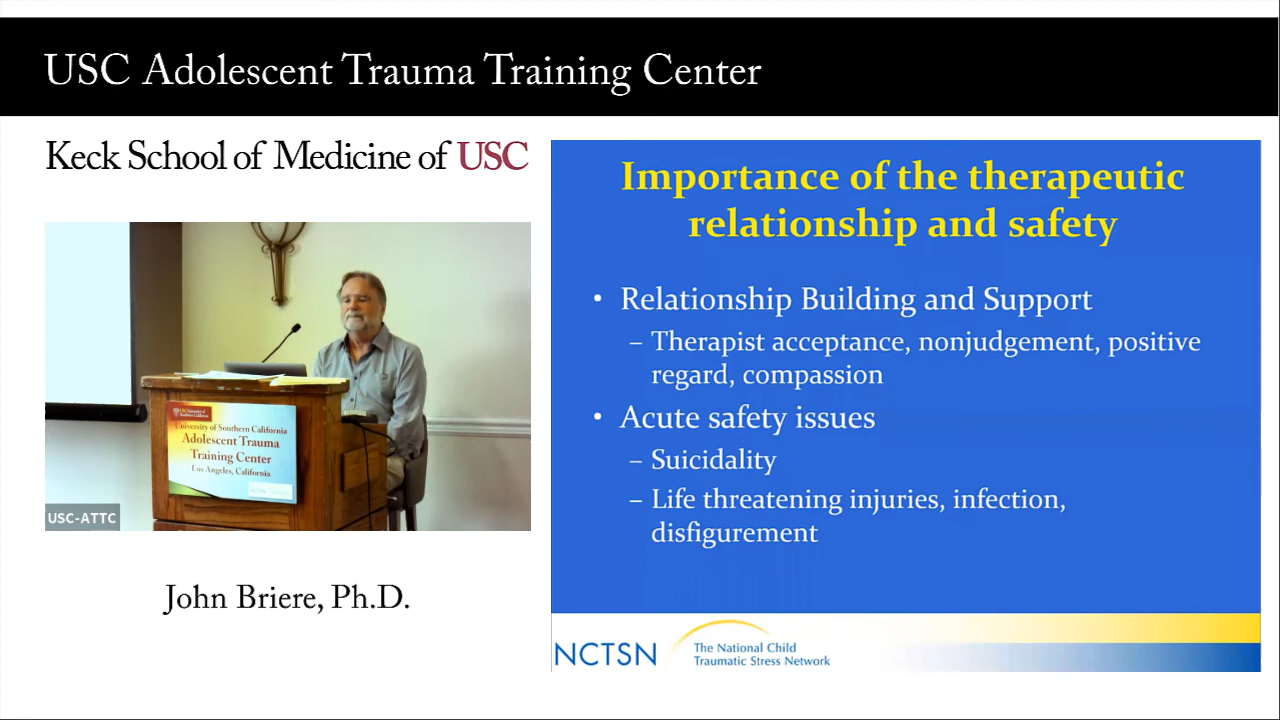 USC Adolescent Trauma Training Center
Keck School of Medicine of USC
Importance of the therapeutic
relationship and safety
• Relationship Building and Support
– Therapist acceptance, nonjudgement, positive
regard, compassion
• Acute safety issues
– Suicidality
– Life threatening injuries, infection,
disfigurement
University of Southern California
Adolescent Trauma
Training Center
Los Angeles, California
USC-ATTC
John Briere, Ph.D.
NCTSN
The National Child
Traumatic Stress Network